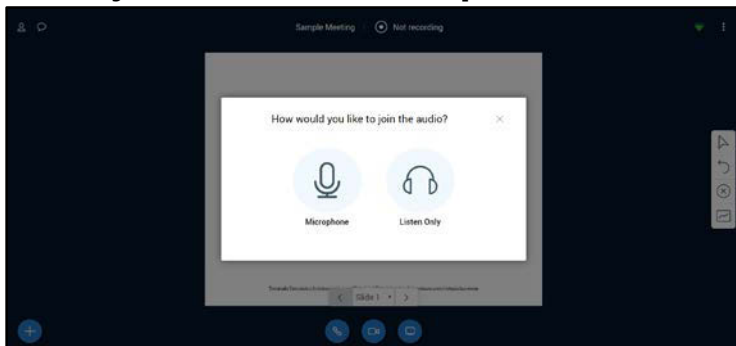 Sample Meeting
Not recording
How would you like to join the audio?
Microphone
Listen Only
Slide 1